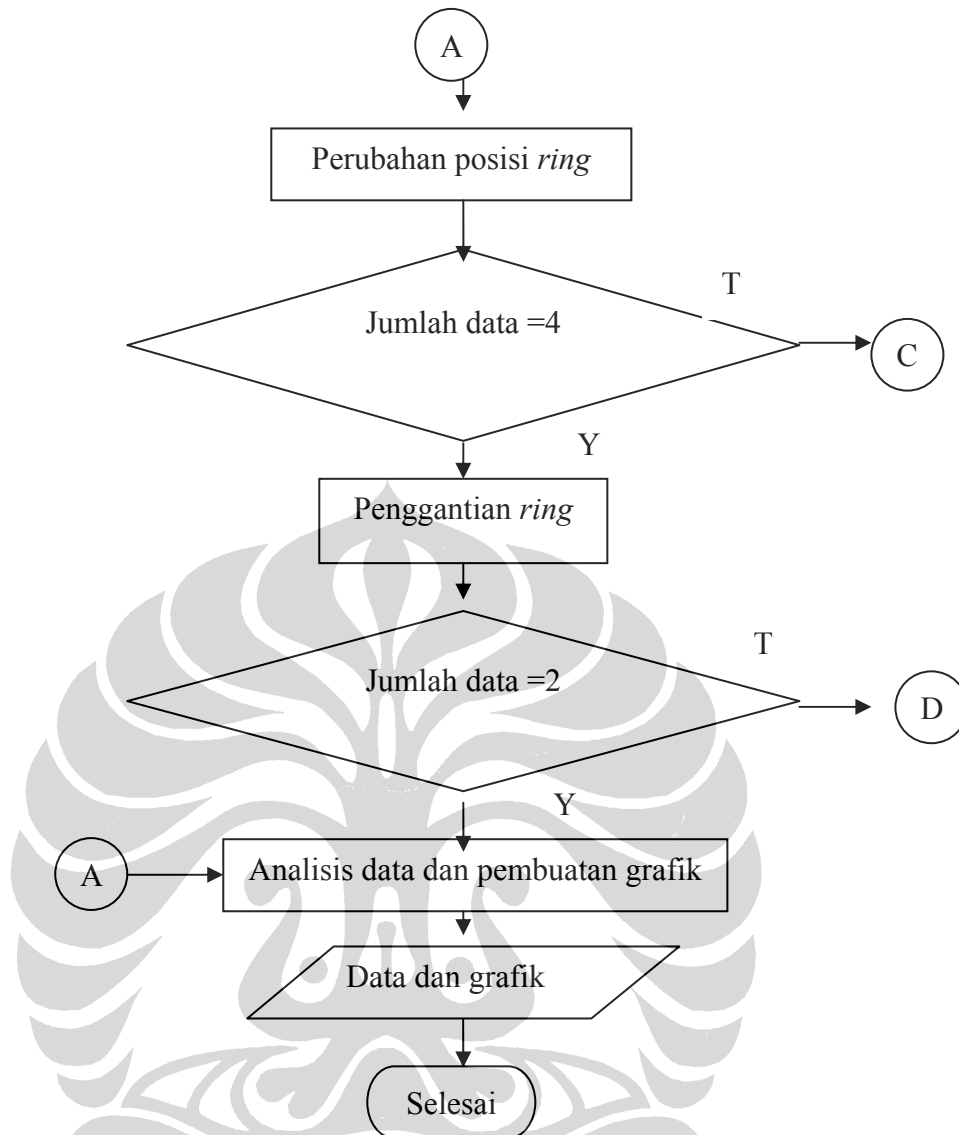 A
Perubahan posisi ring
T
Jumlah data =4
C
Y
Penggantian ring
T
Jumlah data =2
D
Y
A
Analisis data dan pembuatan grafik
Data dan grafik
Selesai